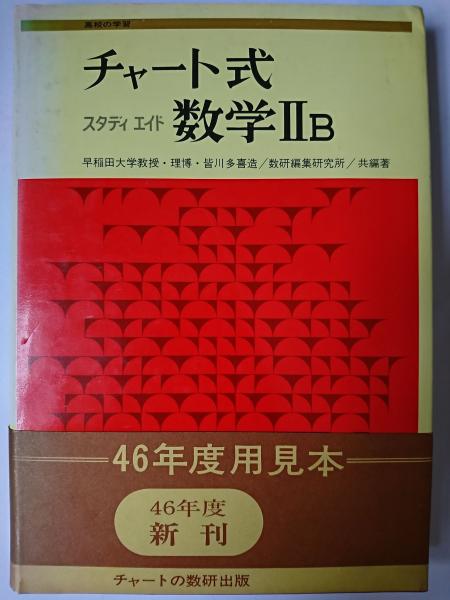 高校の学習
チャート式
スタディ エイド 数学ⅡB
早稲田大学教授・理博・皆川多喜造／数研編集研究所／共編著
46年度用見本
46年度
新刊
チャートの数研出版